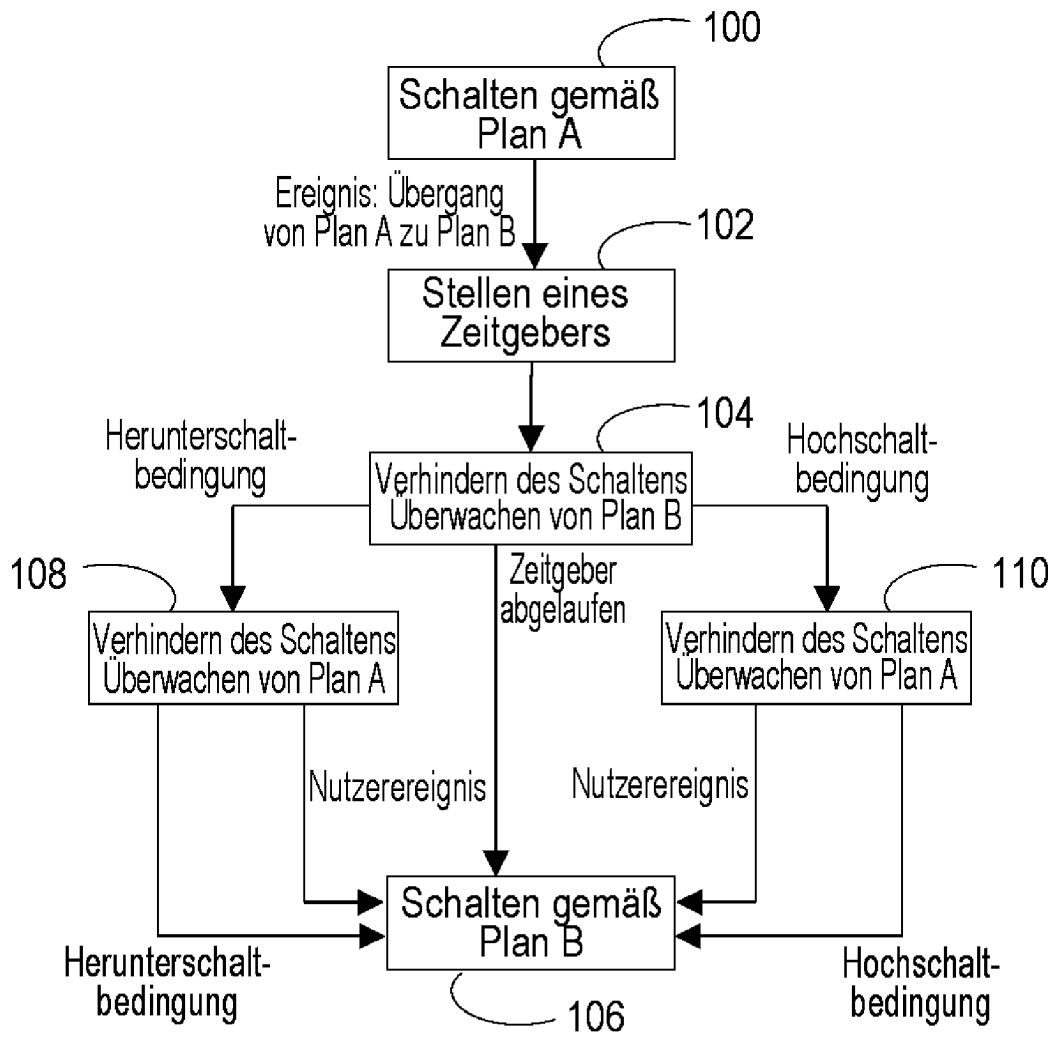 100
Schalten gemäß
Plan A
Ereignis: Übergang
von Plan A zu Plan B
102
Stellen eines
Zeitgebers
104
Herunterschalt-
bedingung
Hochschalt-
bedingung
Verhindern des Schaltens
Überwachen von Plan B
108
Zeitgeber
abgelaufen
110
Verhindern des Schaltens
Überwachen von Plan A
Verhindern des Schaltens
Überwachen von Plan A
Nutzerereignis
Nutzerereignis
Schalten gemäß
Plan B
Herunterschalt-
bedingung
Hochschalt-
bedingung
106